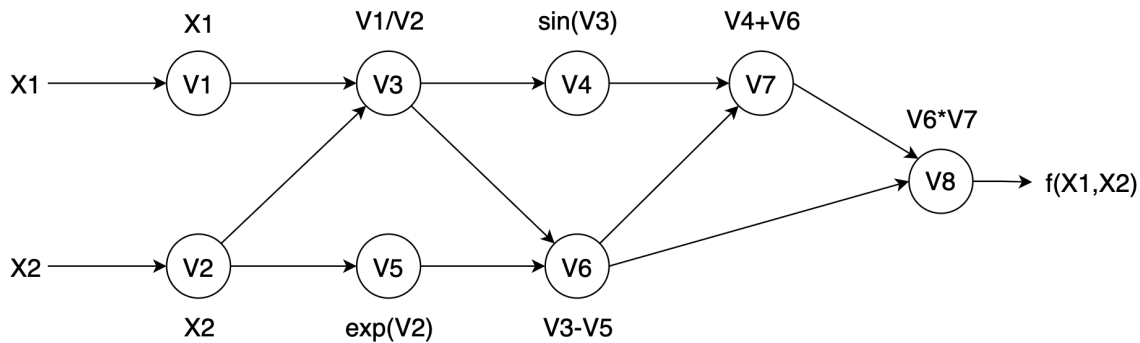 X1
V1/V2
sin(V3)
V4+V6
X1
V1
V3
V4
V7
V6*V7
V8
f(X1,X2)
X2
V2
V5
V6
X2
exp(V2)
V3-V5